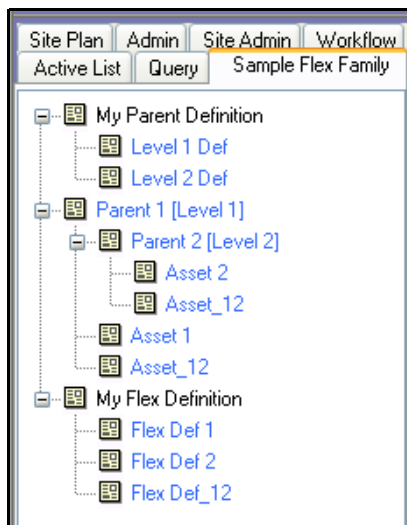 Site Plan Admin Site Admin Workflow
Active List Query Sample Flex Family
My Parent Definition
Level 1 Def
Level 2 Def
Parent 1 [Level 1]
Parent 2 [Level 2]
Asset 2
Asset_12
Asset 1
Asset_12
My Flex Definition
Flex Def 1
Flex Def 2
Flex Def_12